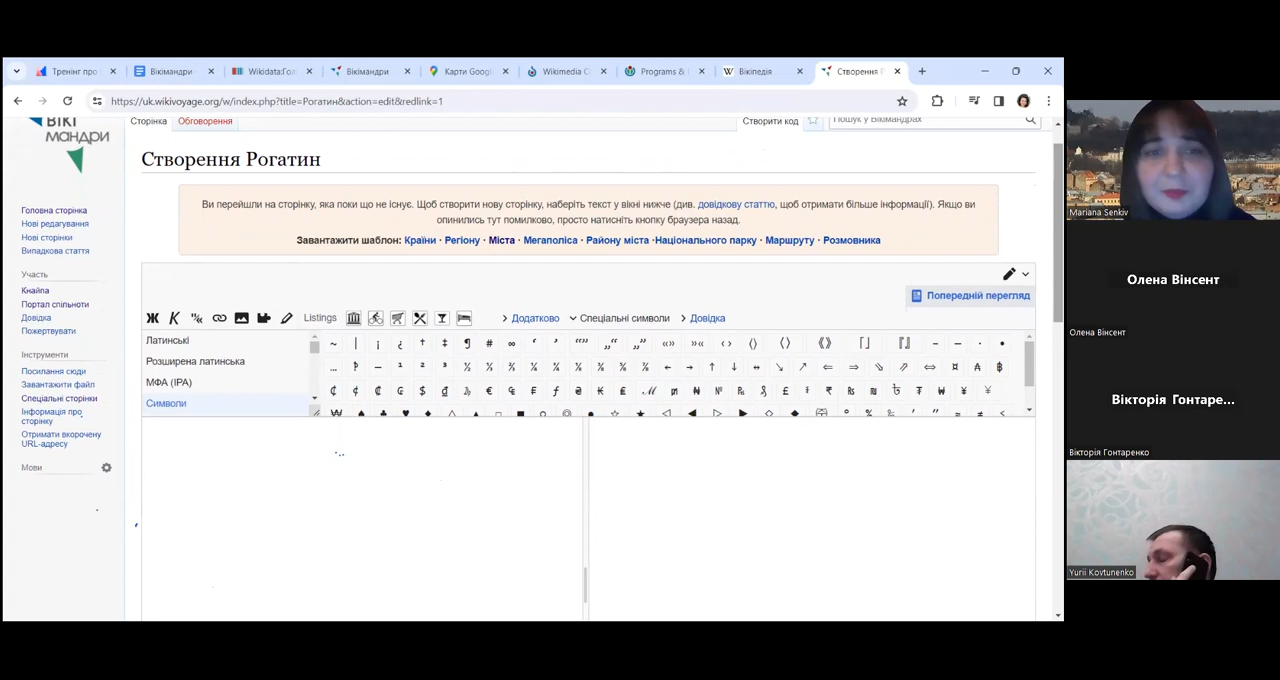 Тренінг про
Вікімандри
Wikidata:Гол
Вікімандри
Карти Googl
Wikimedia C
Programs &
Вікіпедія
Створення Р
https://uk.wikivoyage.org/w/index.php?title=Рогатин&action=edit&redlink=1
ВІКІ
мандри
Сторінка Обговорення
Створити код
Пошук у Вікімандрах
Створення Рогатин
Ви перейшли на сторінку, яка поки що не існує. Щоб створити нову сторінку, наберіть текст у вікні нижче (див. довідкову статтю, щоб отримати більше інформації). Якщо ви
опинились тут помилково, просто натисніть кнопку браузера назад.
Завантажити шаблон: Країни · Регіону · Міста · Мегаполіса · Району міста ·Національного парку · Маршруту · Розмовника
Головна сторінка
Нові редагування
Нові сторінки
Випадкова стаття
Участь
Кнайпа
Портал спільноти
Довідка
Пожертвувати
Інструменти
Посилання сюди
Завантажити файл
Спеціальні сторінки
Інформація про
сторінку
Отримати вкорочену
URL-адресу
Мови
Попередній перегляд
Ж К Listings Додатково Спеціальні символи Довідка
Латинські
Розширена латинська
МФА (IPA)
Символи
Mariana Senkiv
Олена Вінсент
Олена Вінсент
Вікторія Гонтаре...
Вікторія Гонтаренко
Yurii Kovtunenko